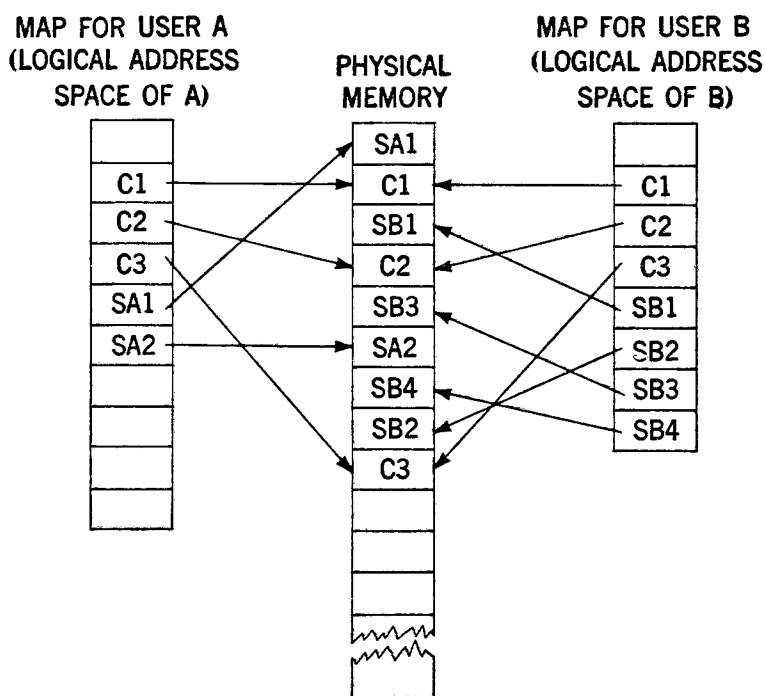 MAP FOR USER A
(LOGICAL ADDRESS
SPACE OF A)
C1
C2
C3
SA1
SA2
PHYSICAL
MEMORY
SA1
C1
SB1
C2
SB3
SA2
SB4
SB2
C3
MAP FOR USER B
(LOGICAL ADDRESS
SPACE OF B)
C1
C2
C3
SB1
SB2
SB3
SB4